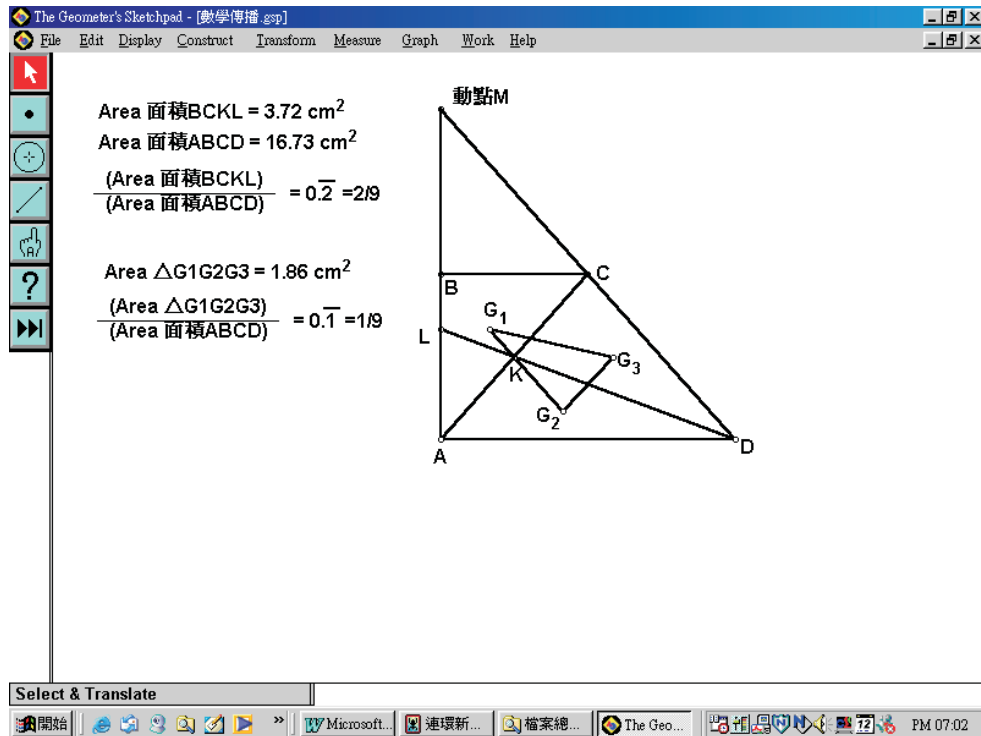 The Geometer's Sketchpad - [數學傳播.gsp]
File Edit Display Construct Transform Measure Graph Work Help
動點M
Area 面積BCKL = 3.72 cm²
Area 面積ABCD = 16.73 cm²
(Area 面積BCKL)
(Area 面積ABCD)
= 0.2̅ =2/9
Area △G1G2G3 = 1.86 cm²
(Area △G1G2G3)
(Area 面積ABCD)
= 0.1̅ =1/9
B
C
L
G₁
K
G₃
G₂
A
D
A
?
Select & Translate
開始 » Microsoft... 連環新... 檔案總... The Geo... 12 PM 07:02